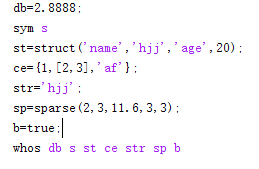 db=2.8888;
sym s
st=struct('name','hjj','age',20);
ce={1,[2,3],'af'};
str='hjj';
sp=sparse(2,3,11.6,3,3);
b=true;
whos db s st ce str sp b